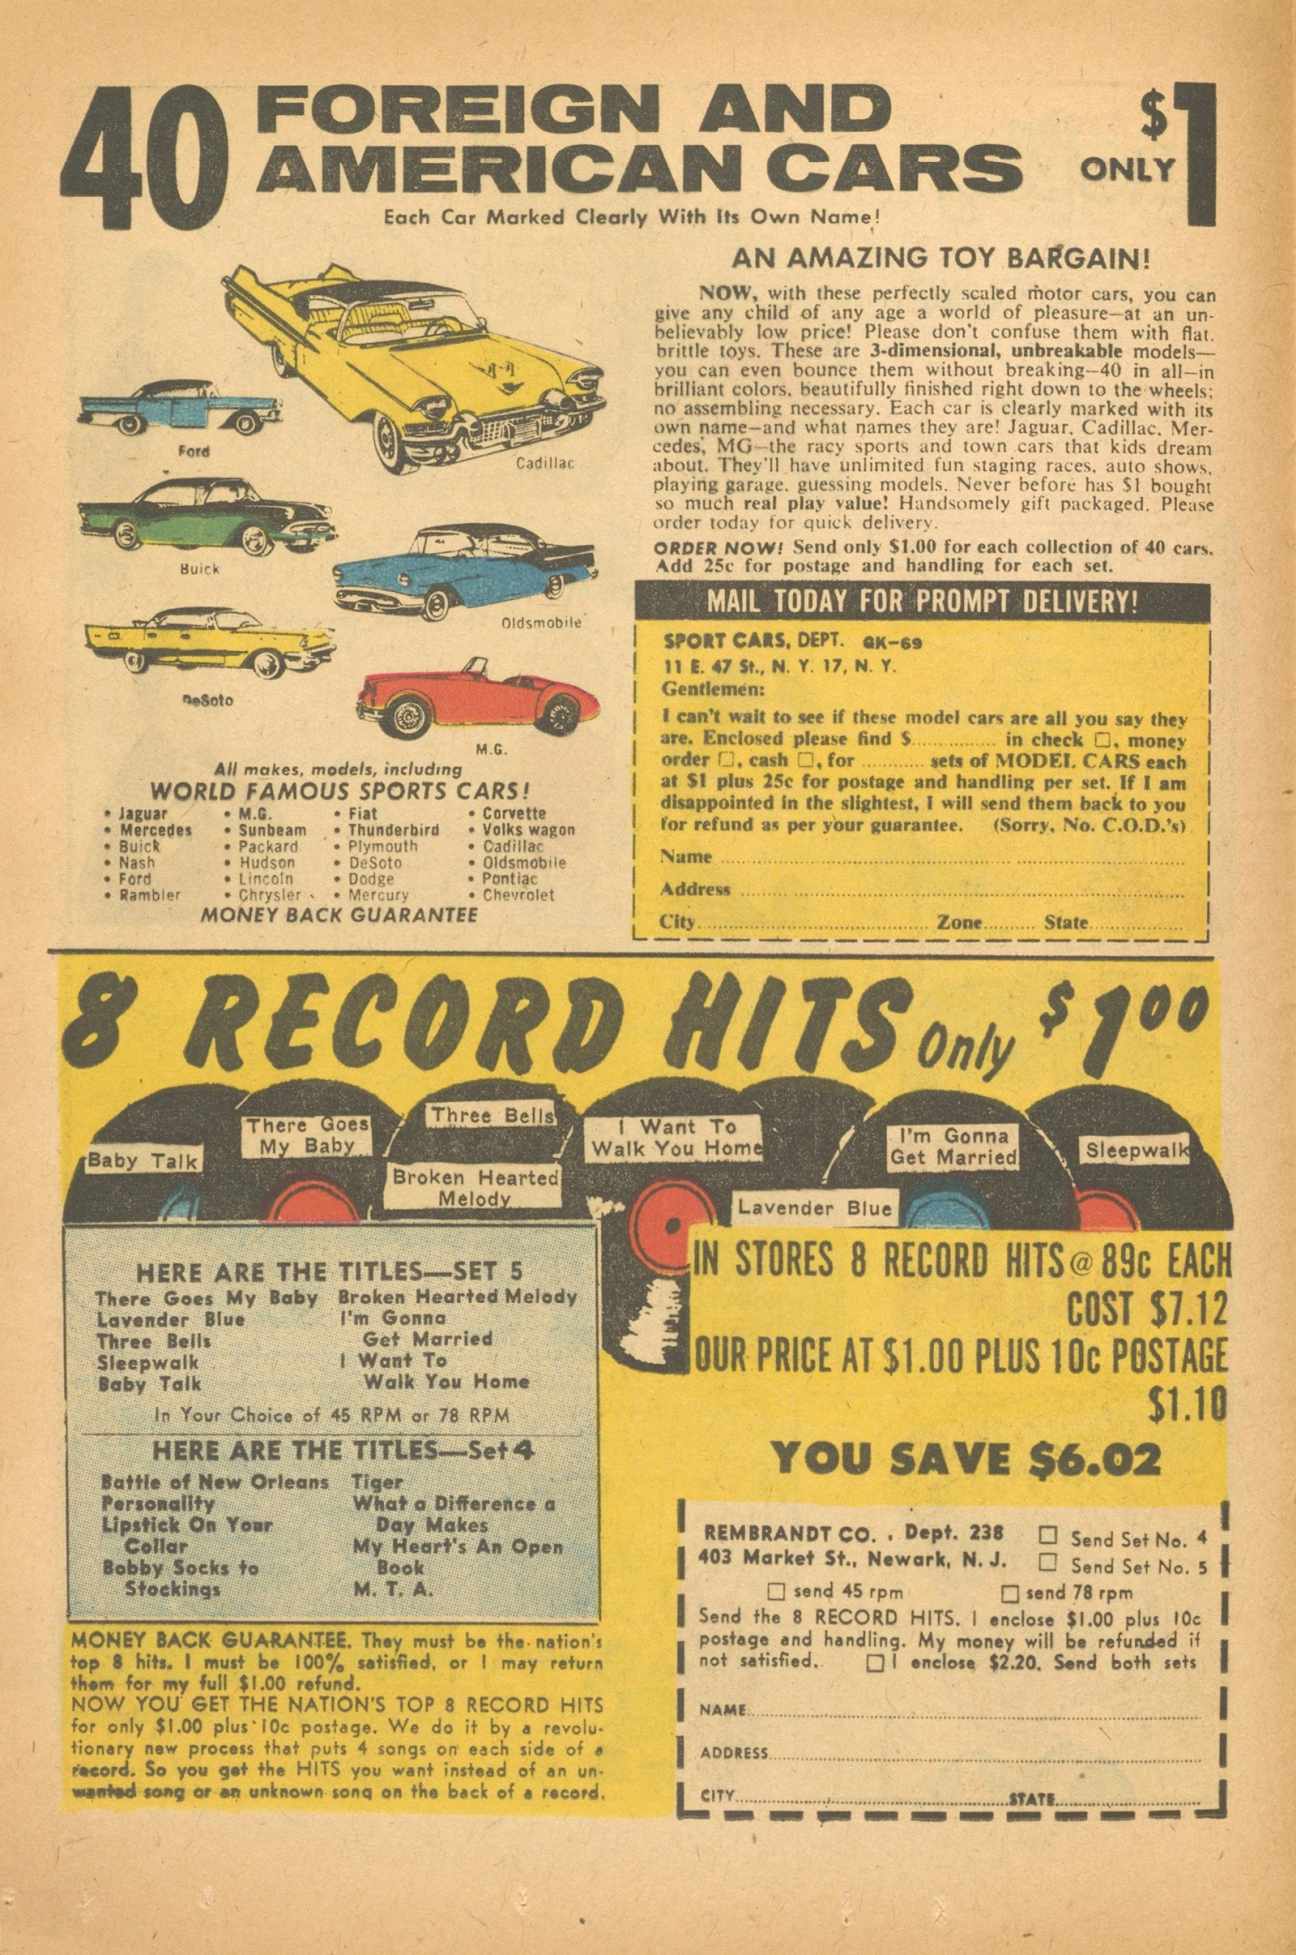 40 FOREIGN AND
AMERICAN CARS
$1
ONLY
Each Car Marked Clearly With Its Own Name!
Ford
Cadillac
Buick
Oldsmobile
DeSoto
M.G.
All makes, models, including
WORLD FAMOUS SPORTS CARS!
• Jaguar • M.G. • Fiat • Corvette
• Mercedes • Sunbeam • Thunderbird • Volks wagon
• Buick • Packard • Plymouth • Cadillac
• Nash • Hudson • DeSoto • Oldsmobile
• Ford • Lincoln • Dodge • Pontiac
• Rambler • Chrysler • Mercury • Chevrolet
MONEY BACK GUARANTEE
AN AMAZING TOY BARGAIN!
NOW, with these perfectly scaled motor cars, you can
give any child of any age a world of pleasure—at an un-
believably low price! Please don't confuse them with flat,
brittle toys. These are 3-dimensional, unbreakable models—
you can even bounce them without breaking—40 in all—in
brilliant colors, beautifully finished right down to the wheels;
no assembling necessary. Each car is clearly marked with its
own name—and what names they are! Jaguar, Cadillac, Mer-
cedes, MG—the racy sports and town cars that kids dream
about. They'll have unlimited fun staging races, auto shows,
playing garage, guessing models. Never before has $1 bought
so much real play value! Handsomely gift packaged. Please
order today for quick delivery.
ORDER NOW! Send only $1.00 for each collection of 40 cars.
Add 25c for postage and handling for each set.
MAIL TODAY FOR PROMPT DELIVERY!
SPORT CARS, DEPT. GK-69
11 E. 47 St., N. Y. 17, N. Y.
Gentlemen:
I can't wait to see if these model cars are all you say they
are. Enclosed please find $............... in check □, money
order □, cash □, for ........... sets of MODEL CARS each
at $1 plus 25c for postage and handling per set. If I am
disappointed in the slightest, I will send them back to you
for refund as per your guarantee. (Sorry, No. C.O.D.'s)
Name
Address
City Zone State
8 RECORD HITS Only $1.00
Baby Talk
There Goes
My Baby
Three Bells
Broken Hearted
Melody
I Want To
Walk You Home
Lavender Blue
I'm Gonna
Get Married
Sleepwalk
HERE ARE THE TITLES—SET 5
There Goes My Baby Broken Hearted Melody
Lavender Blue I'm Gonna
Three Bells Get Married
Sleepwalk I Want To
Baby Talk Walk You Home
In Your Choice of 45 RPM or 78 RPM
HERE ARE THE TITLES—Set 4
Battle of New Orleans Tiger
Personality What a Difference a
Lipstick On Your Day Makes
Collar My Heart's An Open
Bobby Socks to Book
Stockings M. T. A.
MONEY BACK GUARANTEE. They must be the nation's
top 8 hits. I must be 100% satisfied, or I may return
them for my full $1.00 refund.
NOW YOU GET THE NATION'S TOP 8 RECORD HITS
for only $1.00 plus 10c postage. We do it by a revolu-
tionary new process that puts 4 songs on each side of a
record. So you get the HITS you want instead of an un-
wanted song or an unknown song on the back of a record.
IN STORES 8 RECORD HITS @ 89c EACH
COST $7.12
OUR PRICE AT $1.00 PLUS 10c POSTAGE
$1.10
YOU SAVE $6.02
REMBRANDT CO. . Dept. 238 □ Send Set No. 4
403 Market St., Newark, N. J. □ Send Set No. 5
□ send 45 rpm □ send 78 rpm
Send the 8 RECORD HITS. I enclose $1.00 plus 10c
postage and handling. My money will be refunded if
not satisfied. □ I enclose $2.20. Send both sets
NAME
ADDRESS
CITY STATE